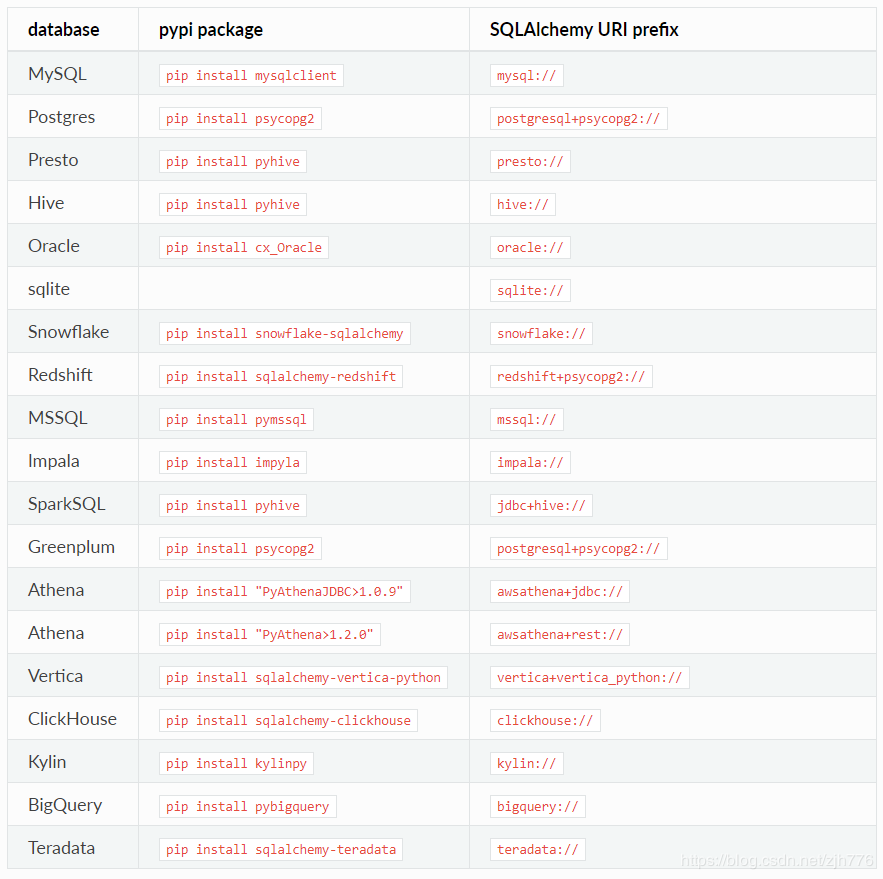 database pypi package SQLAlchemy URI prefix
MySQL pip install mysqlclient mysql://
Postgres pip install psycopg2 postgresql+psycopg2://
Presto pip install pyhive presto://
Hive pip install pyhive hive://
Oracle pip install cx_Oracle oracle://
sqlite sqlite://
Snowflake pip install snowflake-sqlalchemy snowflake://
Redshift pip install sqlalchemy-redshift redshift+psycopg2://
MSSQL pip install pymssql mssql://
Impala pip install impyla impala://
SparkSQL pip install pyhive jdbc+hive://
Greenplum pip install psycopg2 postgresql+psycopg2://
Athena pip install "PyAthenaJDBC>1.0.9" awsathena+jdbc://
Athena pip install "PyAthena>1.2.0" awsathena+rest://
Vertica pip install sqlalchemy-vertica-python vertica+vertica_python://
ClickHouse pip install sqlalchemy-clickhouse clickhouse://
Kylin pip install kylinpy kylin://
BigQuery pip install pybigquery bigquery://
Teradata pip install sqlalchemy-teradata teradata://
https://blog.csdn.net/zjh776